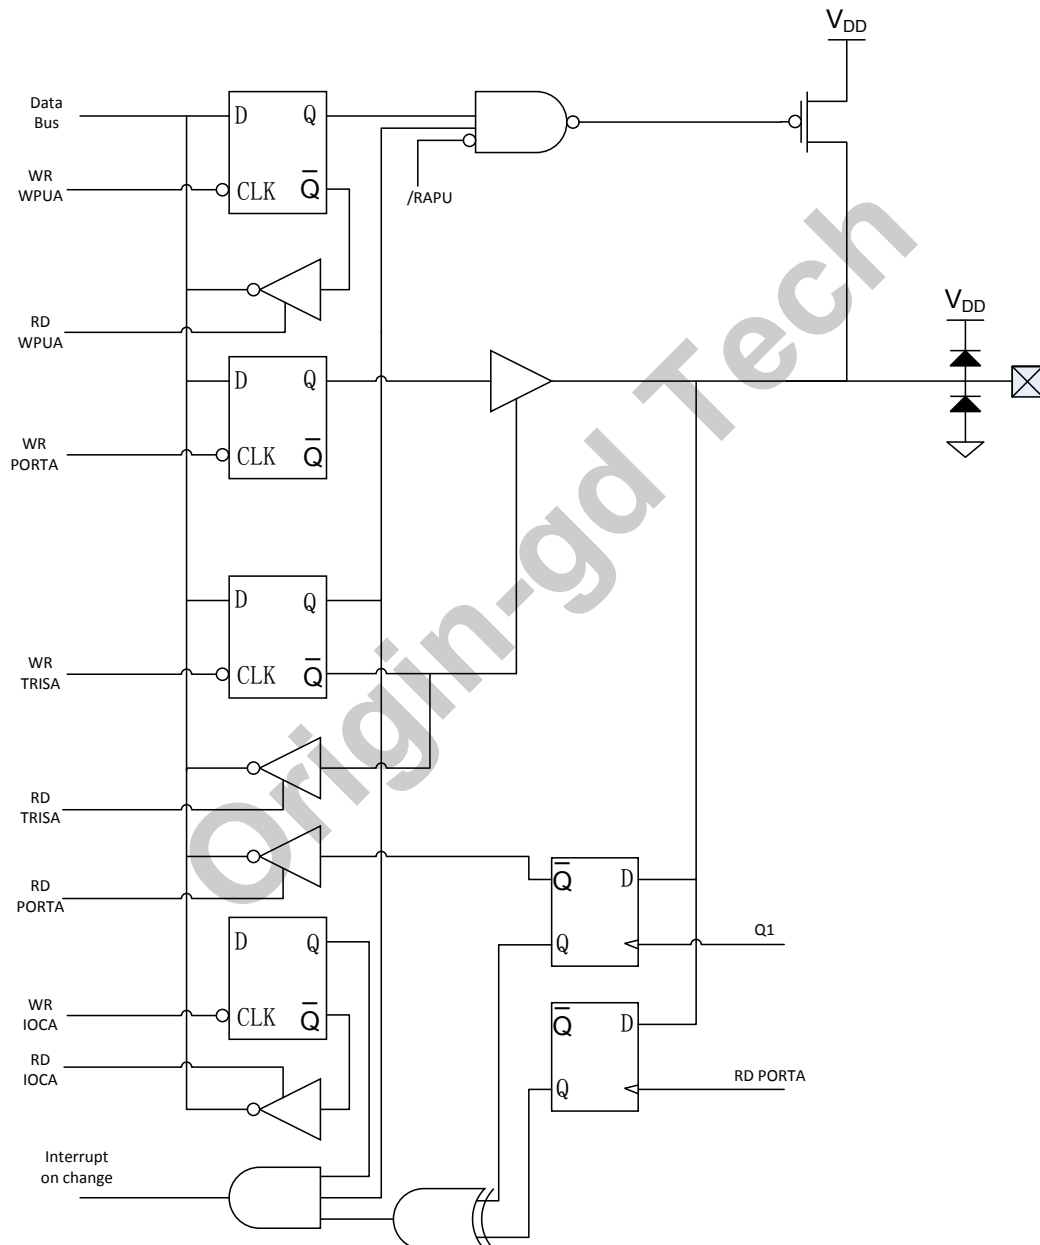 V_DD
Data
Bus
D Q
WR
WPUA
CLK Q̅
/RAPU
RD
WPUA
V_DD
D Q
WR
PORTA
CLK Q̅
D Q
WR
TRISA
CLK Q̅
RD
TRISA
RD
PORTA
Q̅ D
Q
Q1
D Q
WR
IOCA
CLK Q̅
RD
IOCA
Q̅ D
Q
RD PORTA
Interrupt
on change
Origin-gd Tech